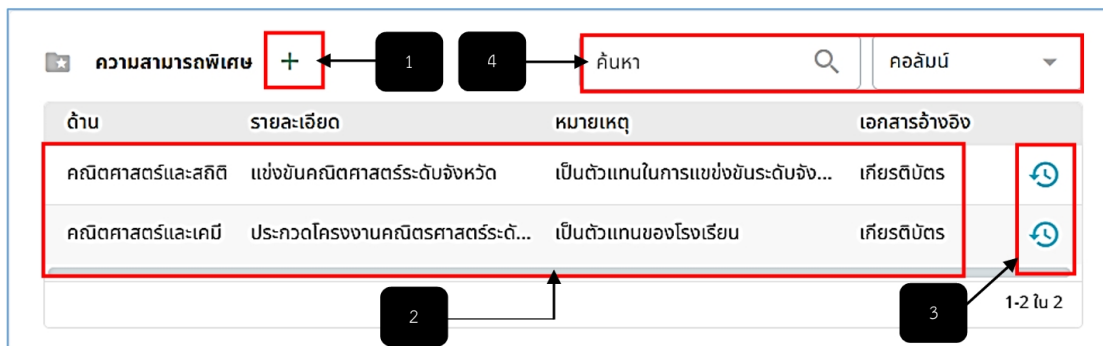 ความสามารถพิเศษ + 1 4 ค้นหา คอลัมน์
ด้าน รายละเอียด หมายเหตุ เอกสารอ้างอิง
คณิตศาสตร์และสถิติ แข่งขันคณิตศาสตร์ระดับจังหวัด เป็นตัวแทนในการแขข่งขันระดับจัง... เกียรติบัตร
คณิตศาสตร์และเคมี ประกวดโครงงานคณิตรศาสตร์ระดั... เป็นตัวแทนของโรงเรียน เกียรติบัตร
2 3 1-2 ใน 2